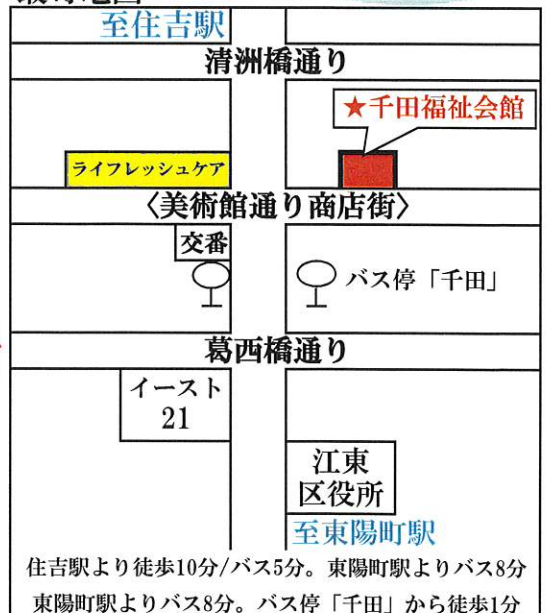 至住吉駅
清洲橋通り
★千田福祉会館
ライフレッシュケア
〈美術館通り商店街〉
交番
バス停「千田」
葛西橋通り
イースト
21
江東
区役所
至東陽町駅
住吉駅より徒歩10分/バス5分。東陽町駅よりバス8分
東陽町駅よりバス8分。バス停「千田」から徒歩1分